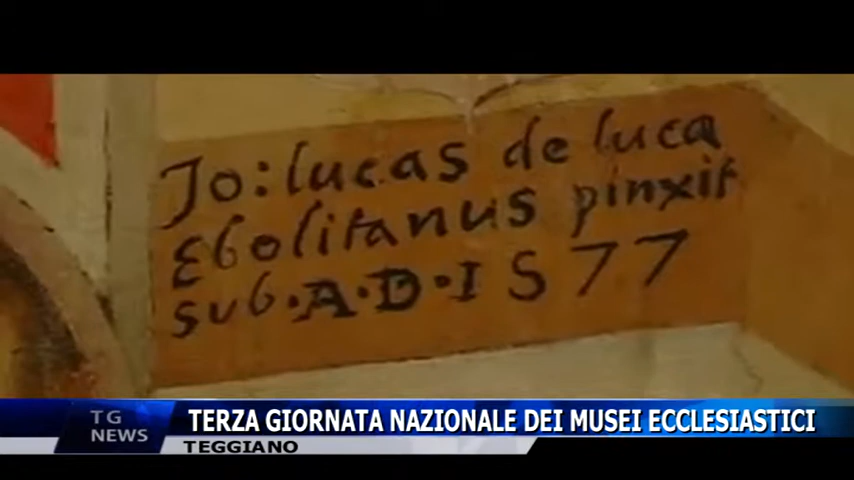 Jo: lucas de luca
Ebolitanus pinxit
sub·A·D·1577
TG NEWS
TERZA GIORNATA NAZIONALE DEI MUSEI ECCLESIASTICI
TEGGIANO